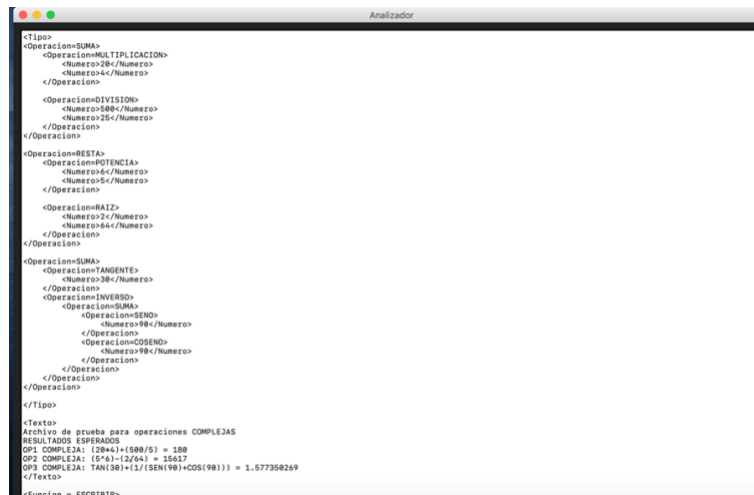 Analizador
<Tipo>
<Operacion=SUMA>
<Operacion=MULTIPLICACION>
<Numero>20</Numero>
<Numero>4</Numero>
</Operacion>
<Operacion=DIVISION>
<Numero>500</Numero>
<Numero>25</Numero>
</Operacion>
</Operacion>
<Operacion=RESTA>
<Operacion=POTENCIA>
<Numero>6</Numero>
<Numero>5</Numero>
</Operacion>
<Operacion=RAIZ>
<Numero>2</Numero>
<Numero>64</Numero>
</Operacion>
</Operacion>
<Operacion=SUMA>
<Operacion=TANGENTE>
<Numero>30</Numero>
</Operacion>
<Operacion=INVERSO>
<Operacion=SUMA>
<Operacion=SENO>
<Numero>90</Numero>
</Operacion>
<Operacion=COSENO>
<Numero>90</Numero>
</Operacion>
</Operacion>
</Operacion>
</Operacion>
</Tipo>
<Texto>
Archivo de prueba para operaciones COMPLEJAS
RESULTADOS ESPERADOS
OP1 COMPLEJA: (20*4)+(500/5) = 180
OP2 COMPLEJA: (5^6)-(2√64) = 15617
OP3 COMPLEJA: TAN(30)+(1/(SEN(90)+COS(90))) = 1.577350269
</Texto>
<Funcion = ESCRIBIR>